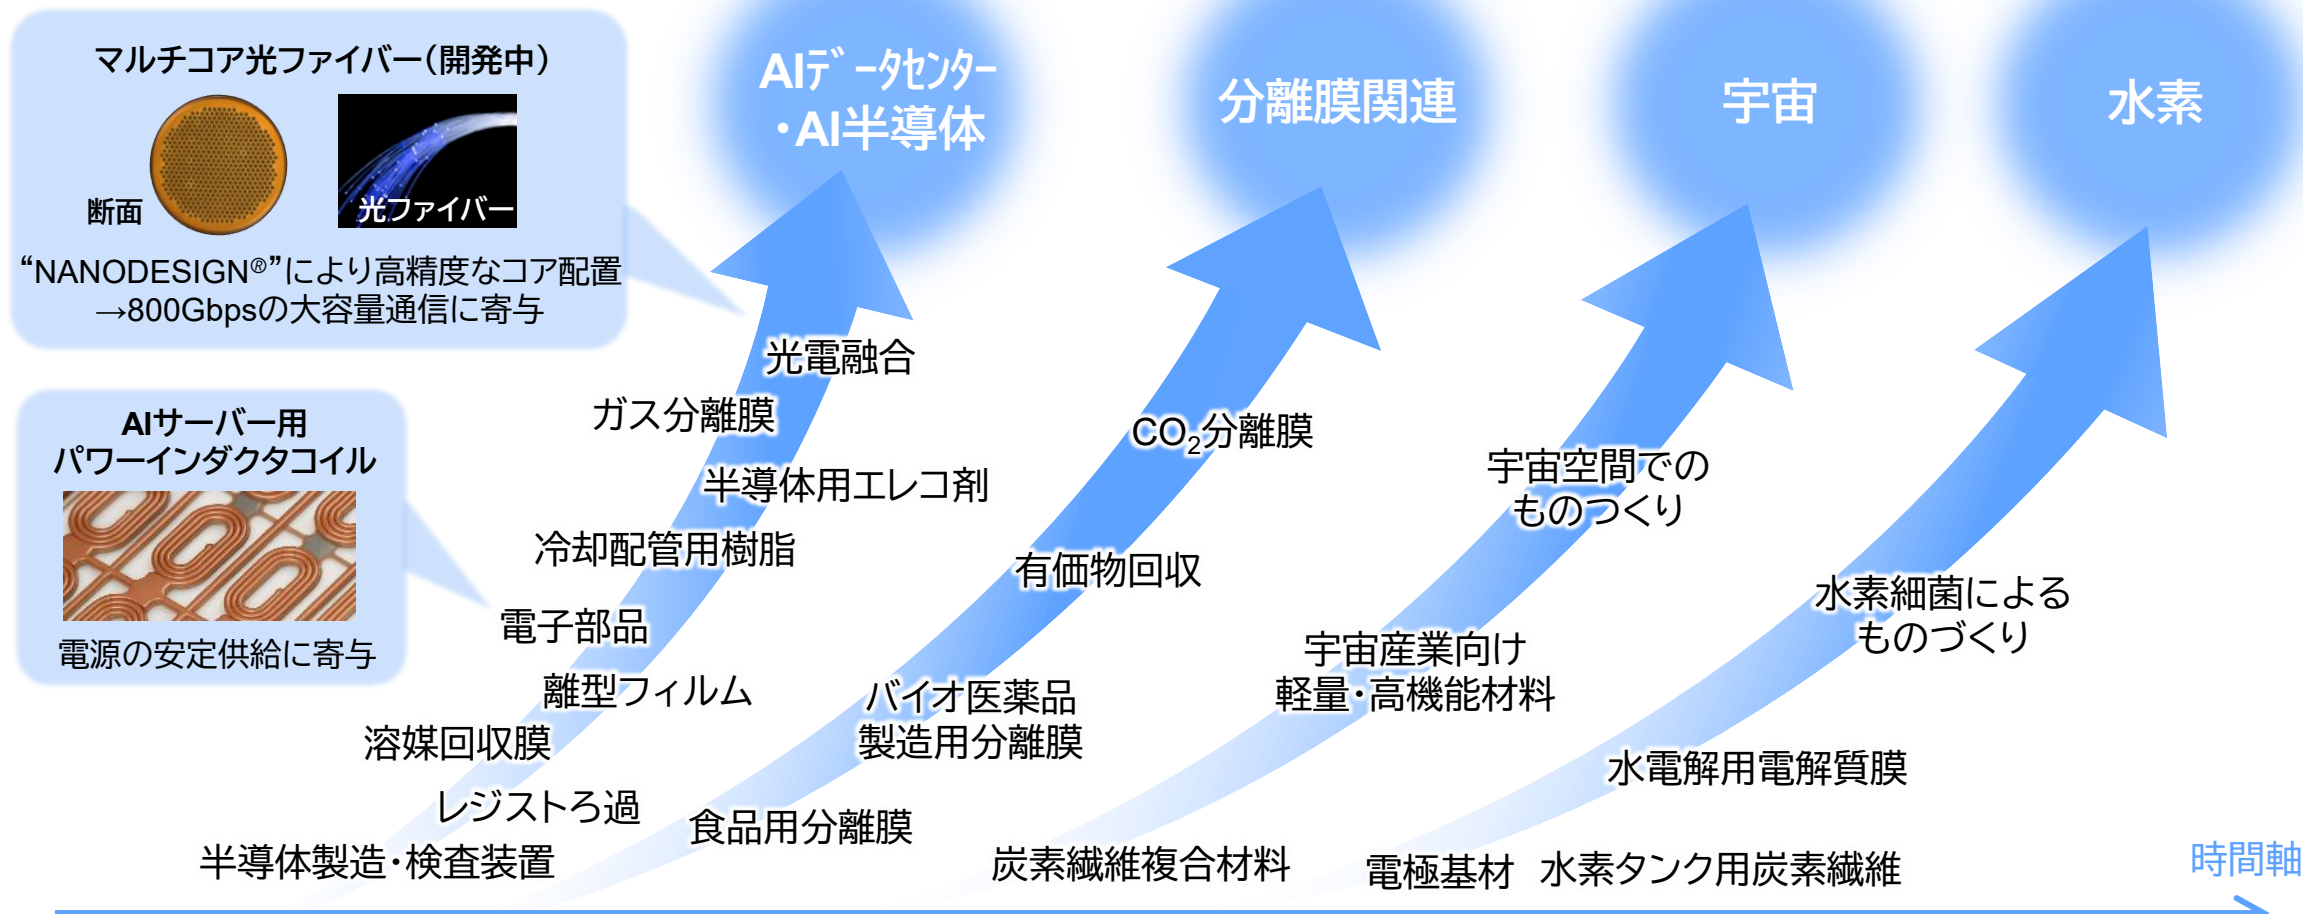 マルチコア光ファイバー（開発中）
断面
光ファイバー
“NANODESIGN®”により高精度なコア配置
→800Gbpsの大容量通信に寄与
AIサーバー用
パワーインダクタコイル
電源の安定供給に寄与
AIデータセンター
・AI半導体
光電融合
ガス分離膜
半導体用エレコ剤
冷却配管用樹脂
電子部品
離型フィルム
溶媒回収膜
レジストろ過
半導体製造・検査装置
分離膜関連
CO₂分離膜
有価物回収
バイオ医薬品
製造用分離膜
食品用分離膜
宇宙
宇宙空間での
ものつくり
宇宙産業向け
軽量・高機能材料
炭素繊維複合材料
水素
水素細菌による
ものづくり
水電解用電解質膜
電極基材
水素タンク用炭素繊維
時間軸